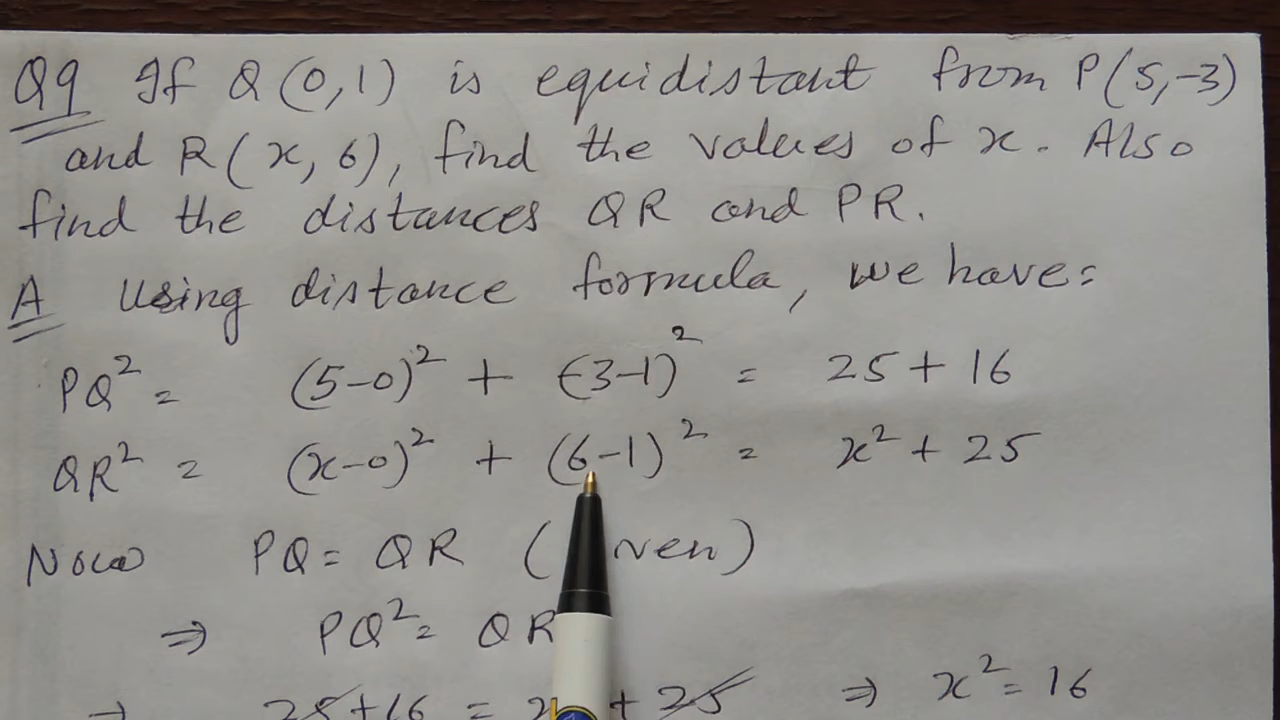 Q9 If Q(0,1) is equidistant from P(5,-3)
and R(x,6), find the values of x. Also
find the distances QR and PR.
A Using distance formula, we have:
PQ² = (5-0)² + (-3-1)² = 25 + 16
QR² = (x-0)² + (6-1)² = x² + 25
Now PQ = QR (
⇒ PQ² = QR
⇒ 25+16 = + 25 ⇒ x² = 16